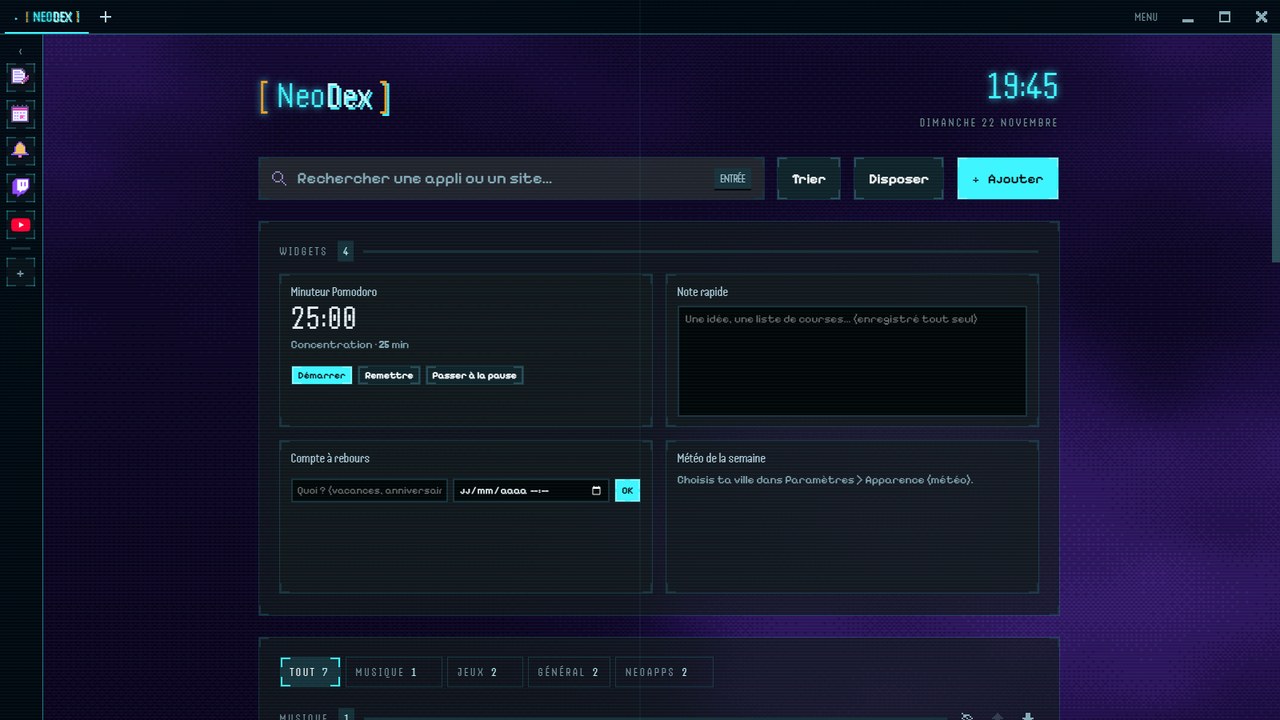 [ NEODEX ]
MENU
[ NeoDex ]
19:45
DIMANCHE 22 NOVEMBRE
Rechercher une appli ou un site...
ENTRÉE
Trier
Disposer
+ Ajouter
WIDGETS 4
Minuteur Pomodoro
25:00
Concentration · 25 min
Démarrer
Remettre
Passer à la pause
Note rapide
Une idée, une liste de courses... (enregistré tout seul)
Compte à rebours
Quoi ? (vacances, anniversair
jj/mm/aaaa --:--
OK
Météo de la semaine
Choisis ta ville dans Paramètres > Apparence (météo).
TOUT 7
MUSIQUE 1
JEUX 2
GÉNÉRAL 2
NEOAPPS 2
MUSIQUE 1